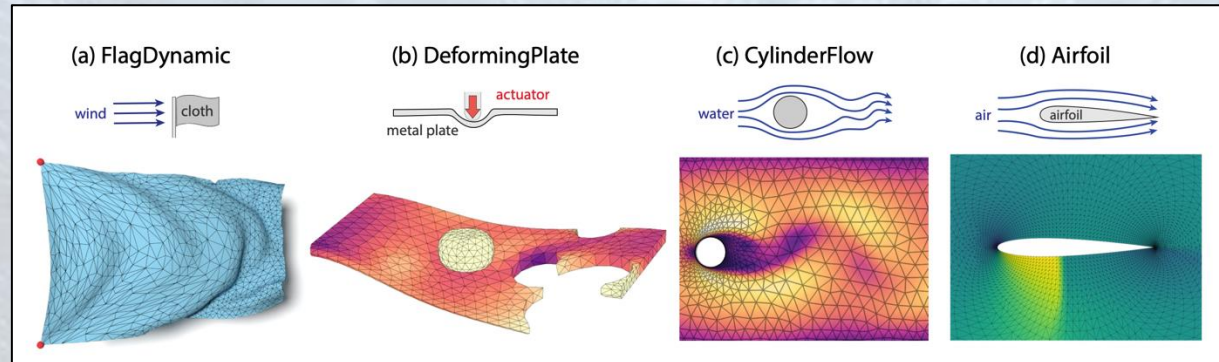 (a) FlagDynamic
wind
cloth
(b) DeformingPlate
actuator
metal plate
(c) CylinderFlow
water
(d) Airfoil
air
airfoil